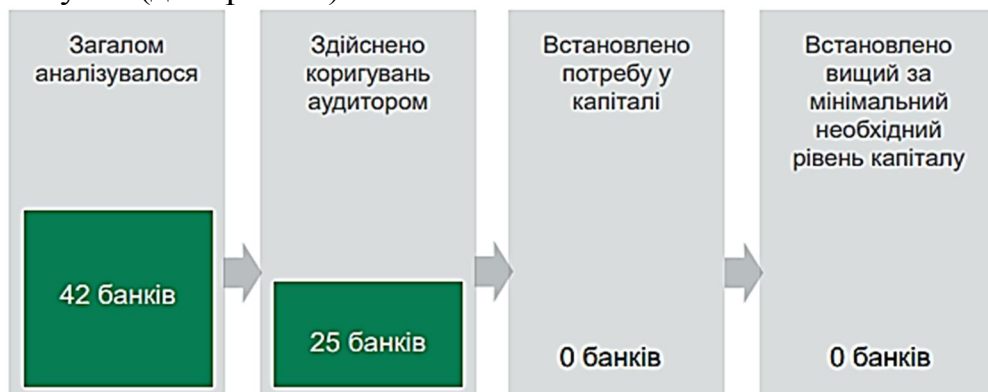 Загалом
аналізувалося
42 банків
Здійснено
коригувань
аудитором
25 банків
Встановлено
потребу у
капіталі
0 банків
Встановлено
вищий за
мінімальний
необхідний
рівень капіталу
0 банків